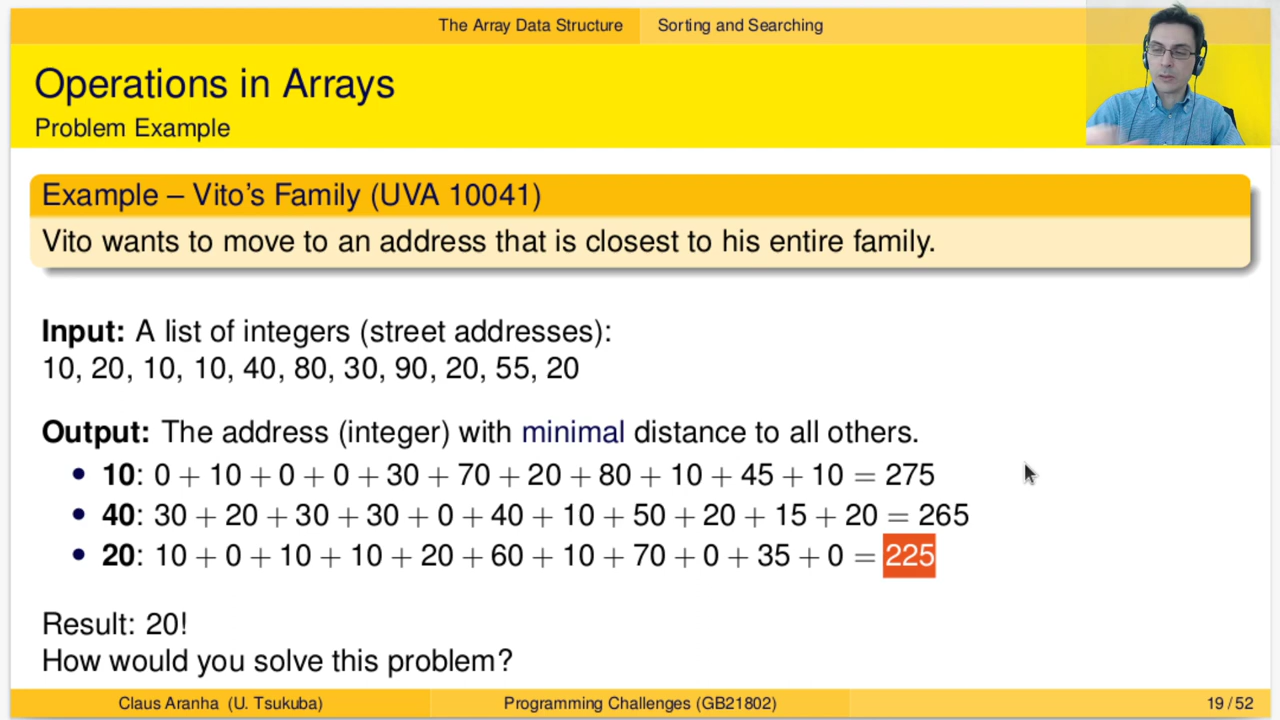 The Array Data Structure
Sorting and Searching
Operations in Arrays
Problem Example
Example – Vito's Family (UVA 10041)
Vito wants to move to an address that is closest to his entire family.
Input: A list of integers (street addresses):
10, 20, 10, 10, 40, 80, 30, 90, 20, 55, 20
Output: The address (integer) with minimal distance to all others.
• 10: 0 + 10 + 0 + 0 + 30 + 70 + 20 + 80 + 10 + 45 + 10 = 275
• 40: 30 + 20 + 30 + 30 + 0 + 40 + 10 + 50 + 20 + 15 + 20 = 265
• 20: 10 + 0 + 10 + 10 + 20 + 60 + 10 + 70 + 0 + 35 + 0 = 225
Result: 20!
How would you solve this problem?
Claus Aranha (U. Tsukuba)
Programming Challenges (GB21802)
19 / 52